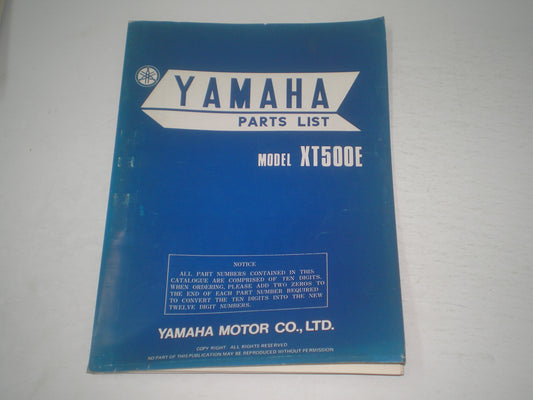 YAMAHA
PARTS LIST
MODEL XT500E
NOTICE
ALL PART NUMBERS CONTAINED IN THIS
CATALOGUE ARE COMPRISED OF TEN DIGITS.
WHEN ORDERING, PLEASE ADD TWO ZEROS TO
THE END OF EACH PART NUMBER REQUIRED
TO CONVERT THE TEN DIGITS INTO THE NEW
TWELVE DIGIT NUMBERS.
YAMAHA MOTOR CO., LTD.
COPY RIGHT. ALL RIGHTS RESERVED
NO PART OF THIS PUBLICATION MAY BE REPRODUCED WITHOUT PERMISSION